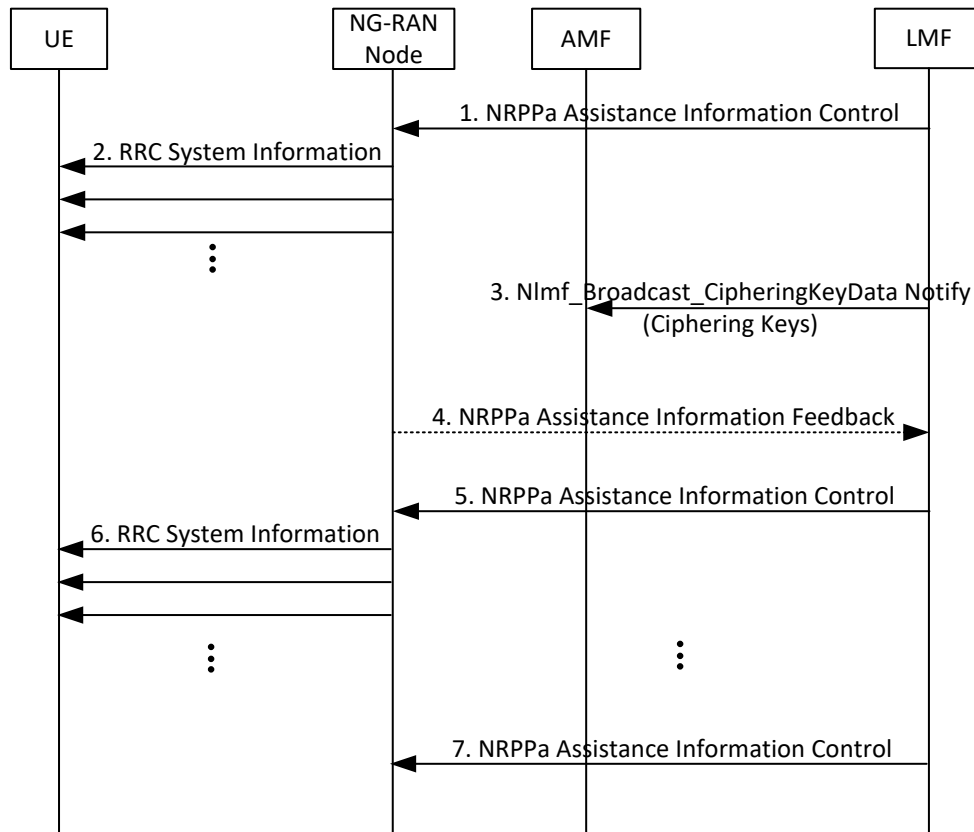 UE
NG-RAN
Node
AMF
LMF
1. NRPPa Assistance Information Control
2. RRC System Information
3. Nlmf_Broadcast_CipheringKeyData Notify
(Ciphering Keys)
4. NRPPa Assistance Information Feedback
5. NRPPa Assistance Information Control
6. RRC System Information
7. NRPPa Assistance Information Control